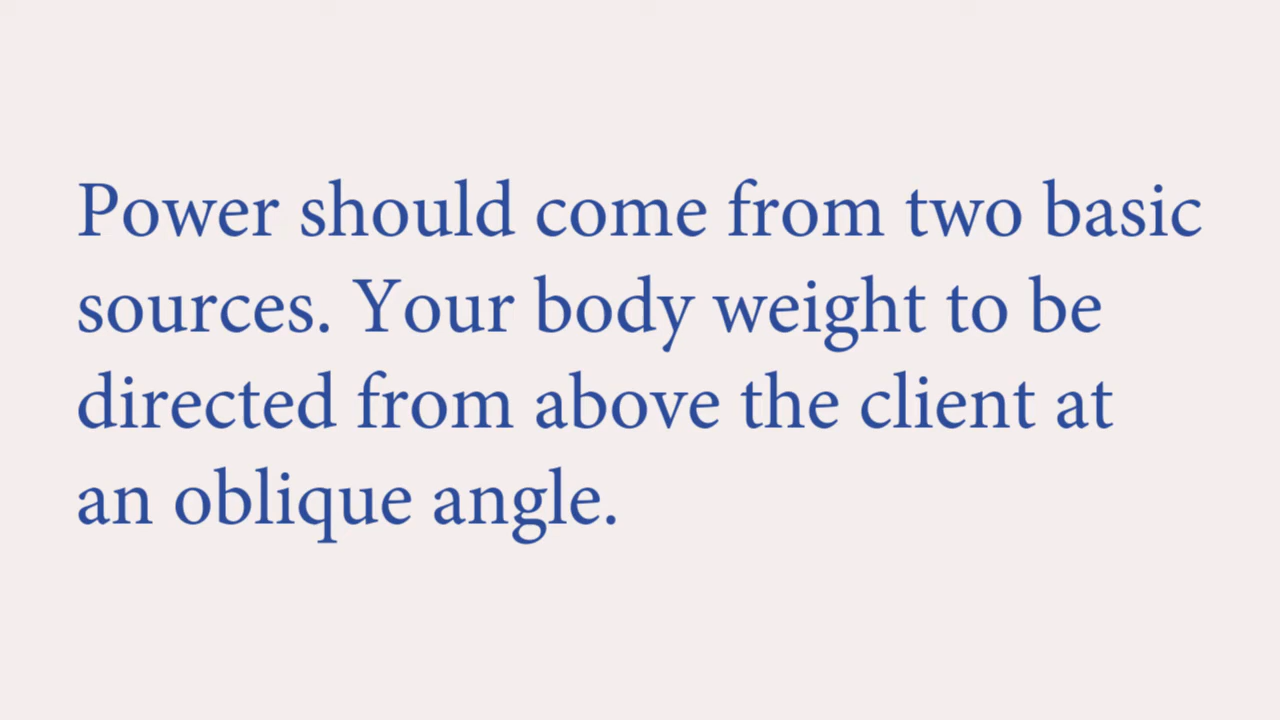 Power should come from two basic
sources. Your body weight to be
directed from above the client at
an oblique angle.